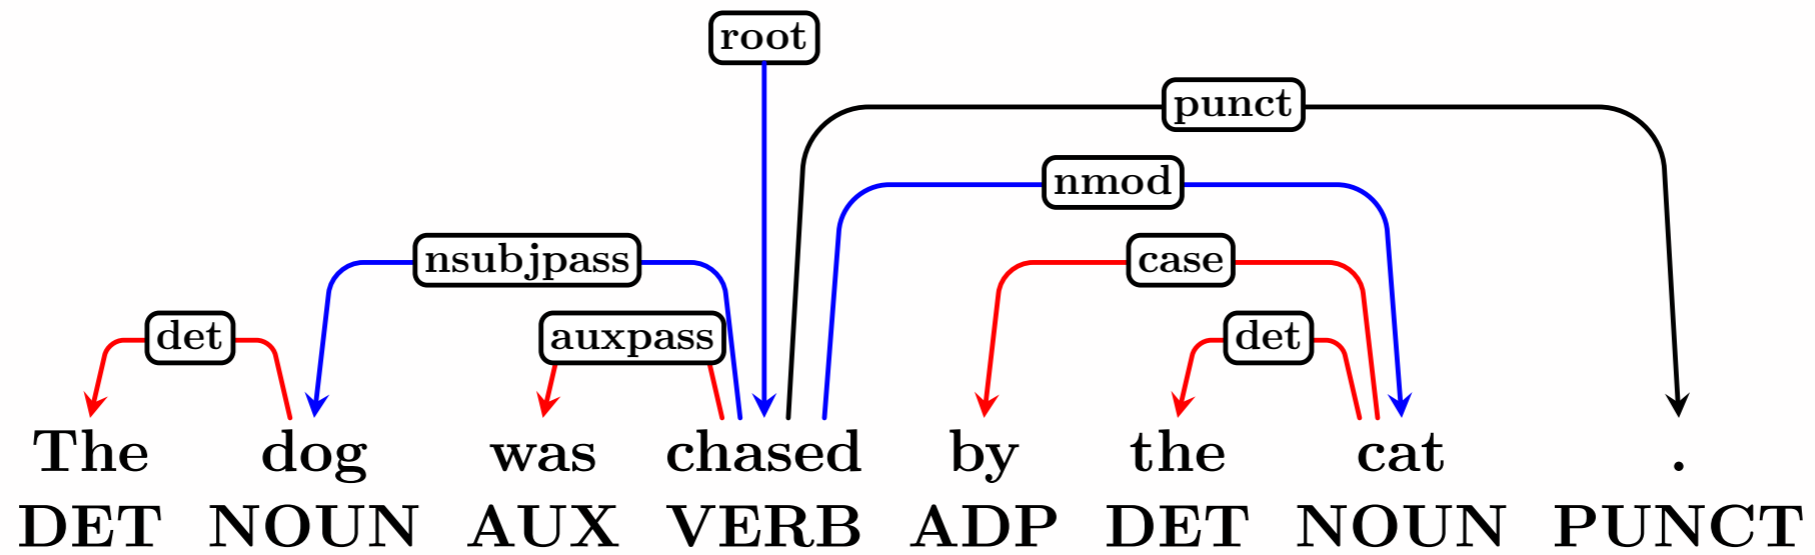 root
punct
nmod
nsubjpass case
det auxpass det
The dog was chased by the cat .
DET NOUN AUX VERB ADP DET NOUN PUNCT